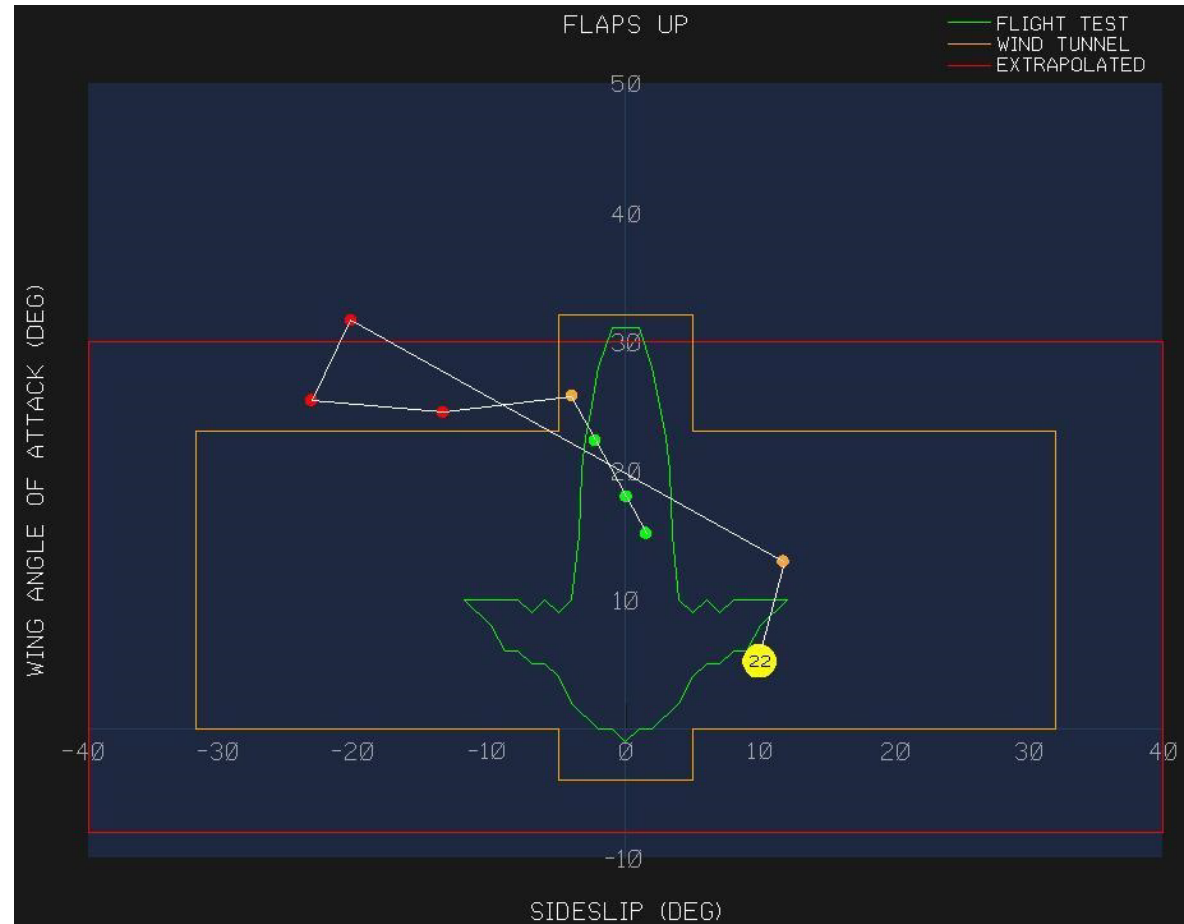 FLAPS UP
FLIGHT TEST
WIND TUNNEL
EXTRAPOLATED
50
40
30
20
10
22
-40 -30 -20 -10 0 10 20 30 40
-10
WING ANGLE OF ATTACK (DEG)
SIDESLIP (DEG)